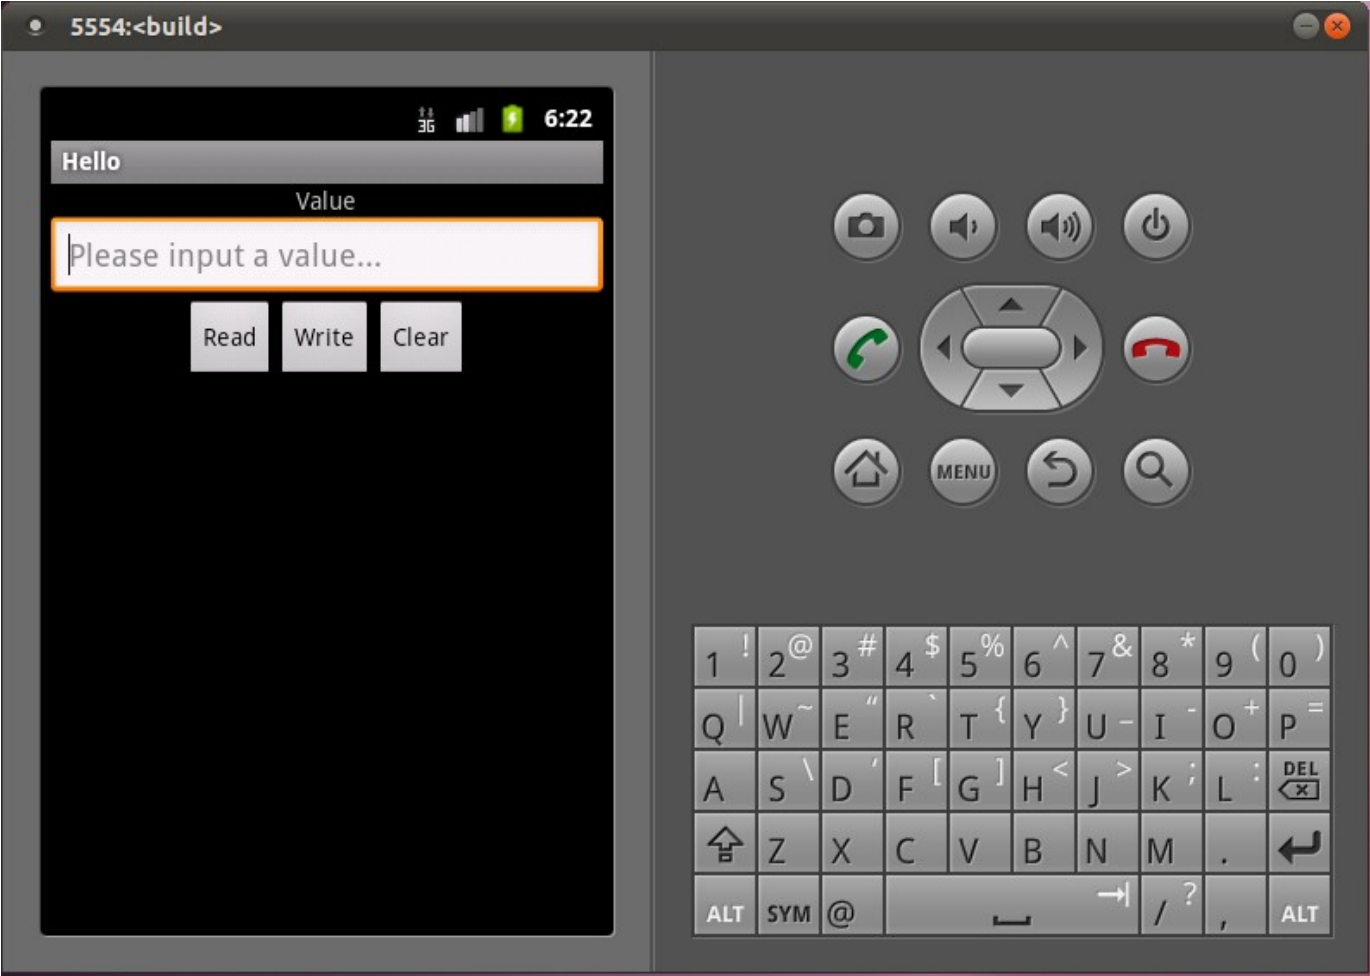 5554:<build>
3G 6:22
Hello
Value
Please input a value...
Read Write Clear
MENU
1 ! 2 @ 3 # 4 $ 5 % 6 ^ 7 & 8 * 9 ( 0 )
Q | W ~ E “ R ` T { Y } U _ I - O + P =
A S \ D ‘ F [ G ] H < J > K ; L : DEL
Z X C V B N M .
ALT SYM @ / ? , ALT